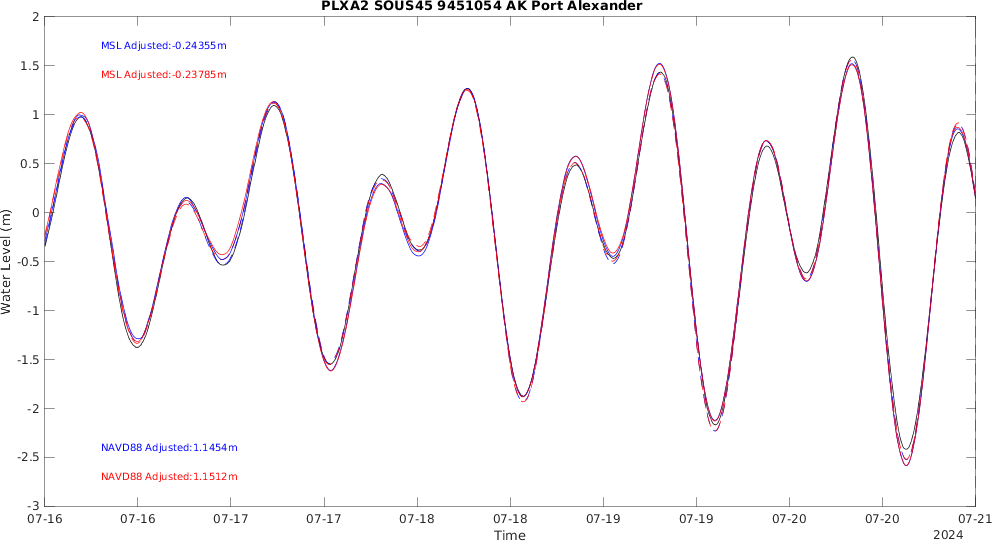 PLXA2 SOUS45 9451054 AK Port Alexander
2
1.5
1
0.5
0
-0.5
-1
-1.5
-2
-2.5
-3
Water Level (m)
MSL Adjusted:-0.24355m
MSL Adjusted:-0.23785m
NAVD88 Adjusted:1.1454m
NAVD88 Adjusted:1.1512m
07-16 07-16 07-17 07-17 07-18 07-18 07-19 07-19 07-20 07-20 07-21
Time
2024